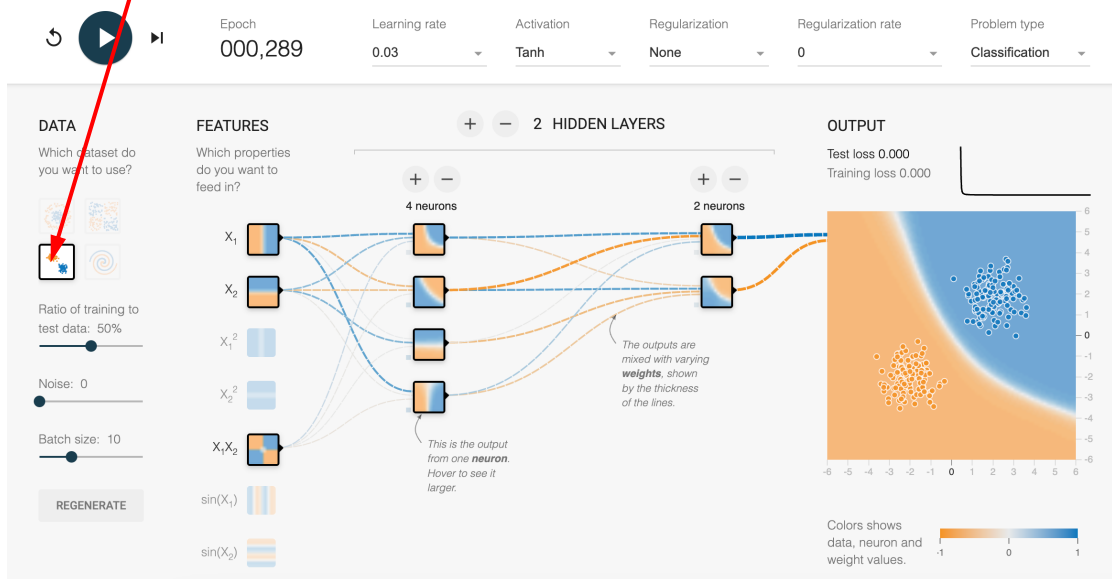 Epoch
000,289
Learning rate
0.03
Activation
Tanh
Regularization
None
Regularization rate
0
Problem type
Classification
DATA
Which dataset do
you want to use?
Ratio of training to
test data: 50%
Noise: 0
Batch size: 10
REGENERATE
FEATURES
Which properties
do you want to
feed in?
X₁
X₂
X₁²
X₂²
X₁X₂
sin(X₁)
sin(X₂)
+ − 2 HIDDEN LAYERS
+ −
4 neurons
+ −
2 neurons
This is the output
from one neuron.
Hover to see it
larger.
The outputs are
mixed with varying
weights, shown
by the thickness
of the lines.
OUTPUT
Test loss 0.000
Training loss 0.000
6
5
4
3
2
1
0
-1
-2
-3
-4
-5
-6
-6 -5 -4 -3 -2 -1 0 1 2 3 4 5 6
Colors shows
data, neuron and
weight values.
-1 0 1